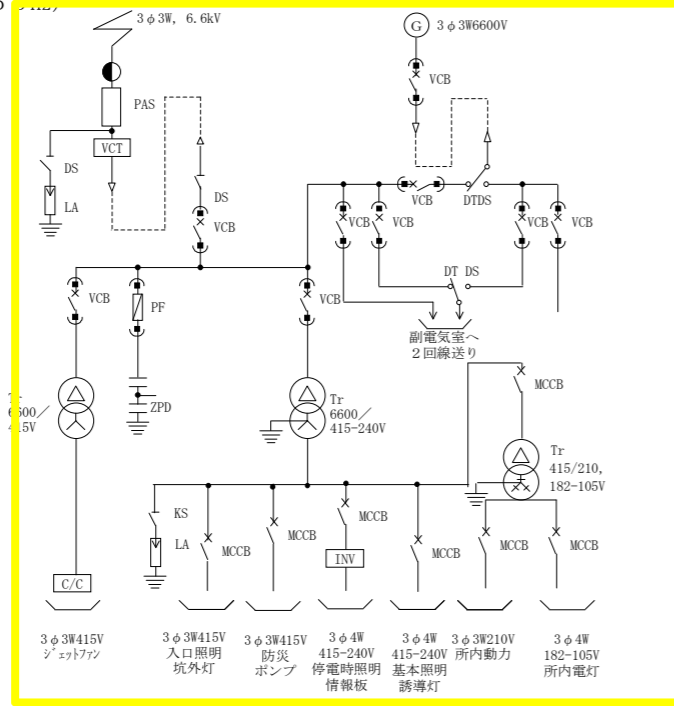 3φ3W, 6.6kV
G 3φ3W6600V
VCB
PAS
VCT
DS
LA
DS
VCB
VCB
DTDS
VCB
VCB
VCB
VCB
DT DS
副電気室へ
2回線送り
VCB
PF
VCB
ZPD
Tr
6600/
415V
Tr
6600/
415-240V
MCCB
Tr
415/210,
182-105V
KS
LA
MCCB
MCCB
MCCB
INV
MCCB
MCCB
MCCB
C/C
3φ3W415V
ジェットファン
3φ3W415V
入口照明
坑外灯
3φ3W415V
防災
ポンプ
3φ4W
415-240V
停電時照明
情報板
3φ4W
415-240V
基本照明
誘導灯
3φ3W210V
所内動力
3φ4W
182-105V
所内電灯